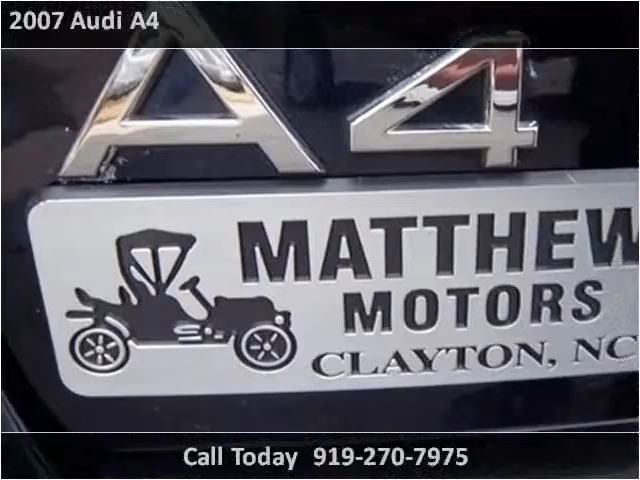 2007 Audi A4
A4
MATTHEW
MOTORS
CLAYTON, NC
Call Today 919-270-7975